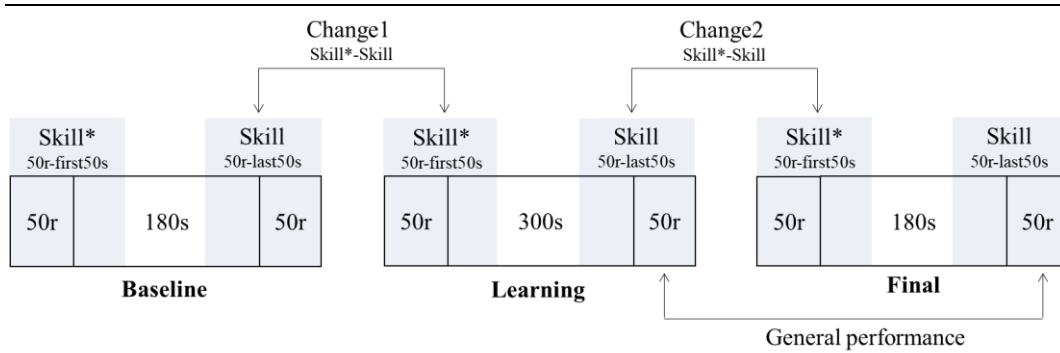 Change1
Skill*-Skill
Change2
Skill*-Skill
Skill*
50r-first50s
Skill
50r-last50s
Skill*
50r-first50s
Skill
50r-last50s
Skill*
50r-first50s
Skill
50r-last50s
50r 180s 50r
50r 300s 50r
50r 180s 50r
Baseline
Learning
Final
General performance